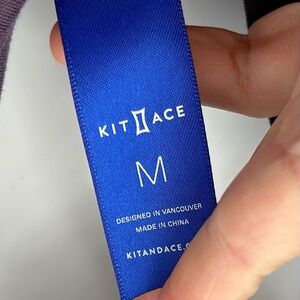 KIT ACE
M
DESIGNED IN VANCOUVER
MADE IN CHINA
KITANDACE.C